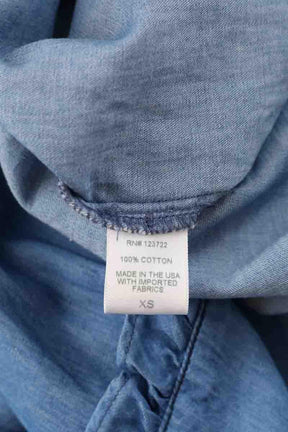 RN# 123722
100% COTTON
MADE IN THE USA
WITH IMPORTED
FABRICS
XS